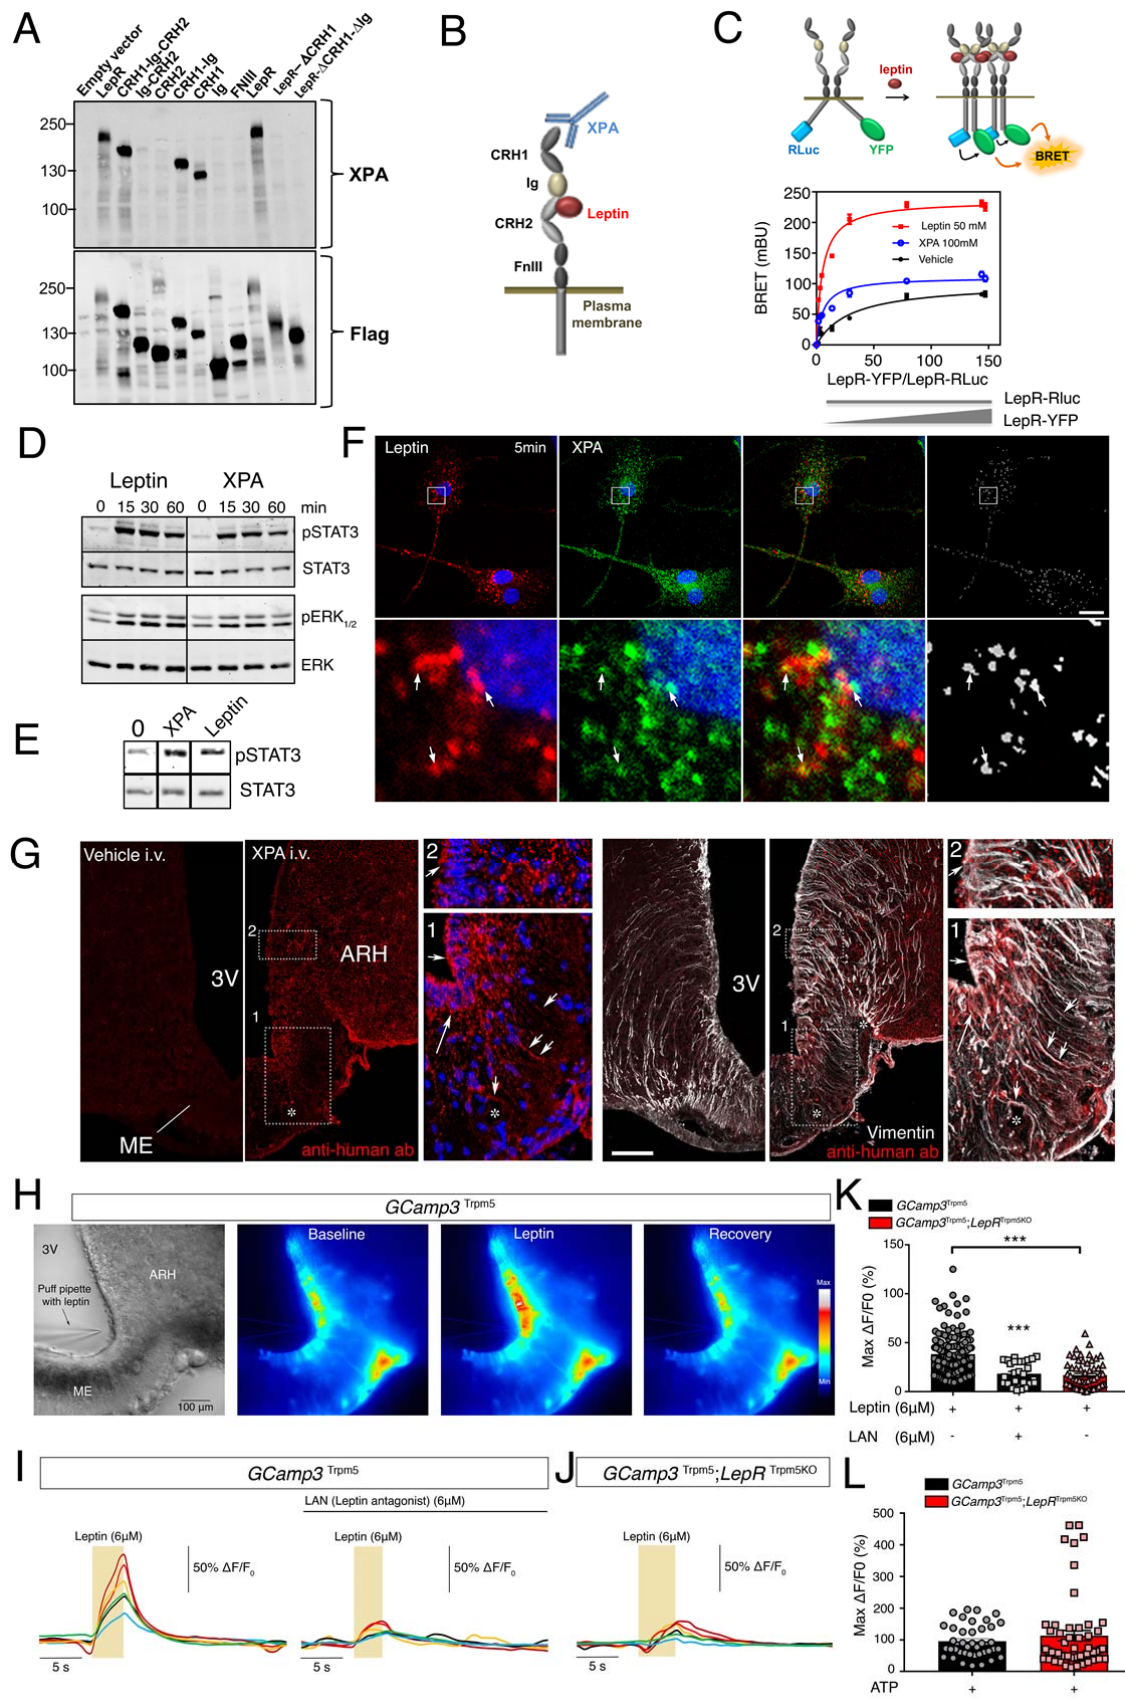 A
Empty vector
LepR
CRH1-Ig-CRH2
Ig-CRH2
CRH2
CRH1-Ig
CRH1
Ig
FNIII
LepR
LepR-ΔCRH1
LepR-ΔCRH1-ΔIg
250
130
100
XPA
250
130
100
Flag
B
XPA
CRH1
Ig
Leptin
CRH2
FnIII
Plasma
membrane
C
leptin
RLuc
YFP
BRET
BRET (mBU)
250
200
150
100
50
0
Leptin 50 mM
XPA 100mM
Vehicle
0 50 100 150
LepR-YFP/LepR-RLuc
LepR-Rluc
LepR-YFP
D
Leptin XPA
0 15 30 60 0 15 30 60 min
pSTAT3
STAT3
pERK1/2
ERK
E
0 XPA Leptin
pSTAT3
STAT3
F
Leptin 5min XPA
G
Vehicle i.v.
XPA i.v.
2
1
3V
ARH
ME
*
anti-human ab
2
1
*
3V
2
1
*
*
Vimentin
anti-human ab
2
1
*
H
GCamp3 Trpm5
3V
ARH
Puff pipette
with leptin
ME
100 µm
Baseline
Leptin
Recovery
Max
Min
K
GCamp3Trpm5
GCamp3Trpm5;LepRTrpm5KO
***
***
Max ΔF/F0 (%)
150
100
50
0
Leptin (6µM) + + +
LAN (6µM) - + -
I
GCamp3 Trpm5
LAN (Leptin antagonist) (6µM)
Leptin (6µM)
50% ΔF/F0
5 s
Leptin (6µM)
50% ΔF/F0
5 s
J
GCamp3 Trpm5;LepR Trpm5KO
Leptin (6µM)
50% ΔF/F0
5 s
L
GCamp3Trpm5
GCamp3Trpm5;LepRTrpm5KO
Max ΔF/F0 (%)
500
400
300
200
100
0
ATP + +